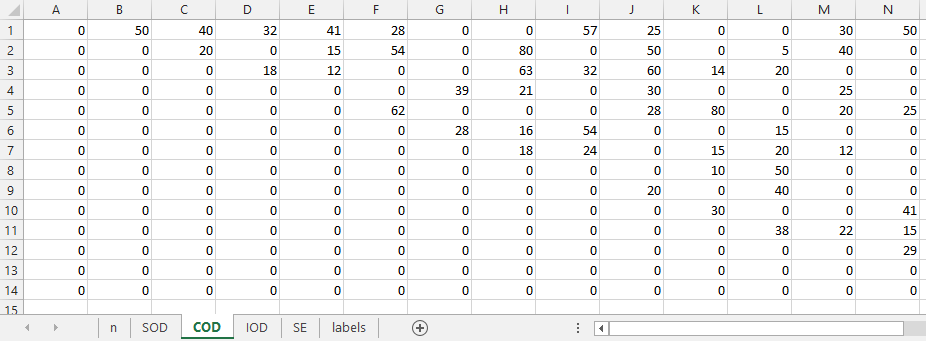 A B C D E F G H I J K L M N
1 0 50 40 32 41 28 0 0 57 25 0 0 30 50
2 0 0 20 0 15 54 0 80 0 50 0 5 40 0
3 0 0 0 18 12 0 0 63 32 60 14 20 0 0
4 0 0 0 0 0 0 39 21 0 30 0 0 25 0
5 0 0 0 0 0 62 0 0 0 28 80 0 20 25
6 0 0 0 0 0 0 28 16 54 0 0 15 0 0
7 0 0 0 0 0 0 0 18 24 0 15 20 12 0
8 0 0 0 0 0 0 0 0 0 0 10 50 0 0
9 0 0 0 0 0 0 0 0 0 20 0 40 0 0
10 0 0 0 0 0 0 0 0 0 0 30 0 0 41
11 0 0 0 0 0 0 0 0 0 0 0 38 22 15
12 0 0 0 0 0 0 0 0 0 0 0 0 0 29
13 0 0 0 0 0 0 0 0 0 0 0 0 0 0
14 0 0 0 0 0 0 0 0 0 0 0 0 0 0
15
n SOD COD IOD SE labels